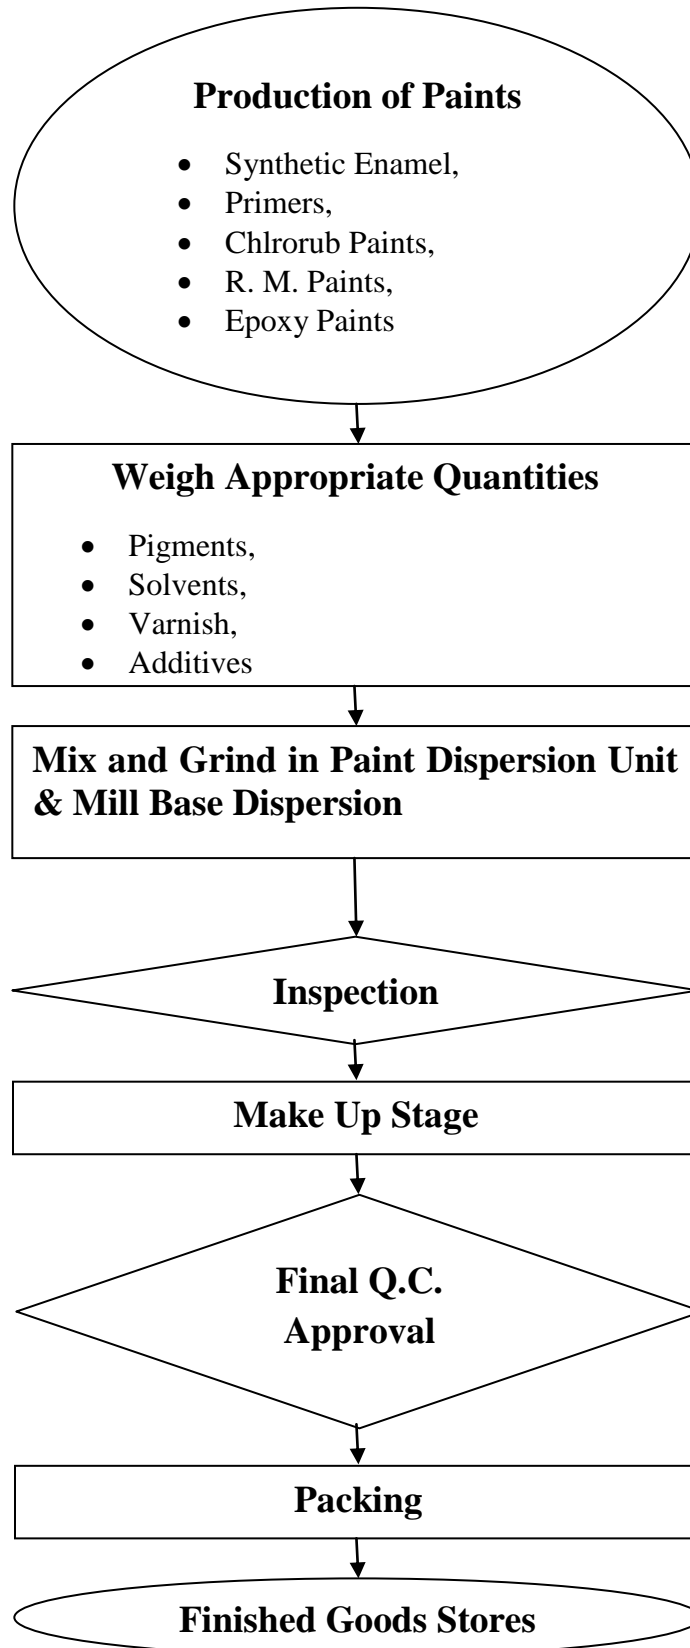 Production of Paints
• Synthetic Enamel,
• Primers,
• Chlrorub Paints,
• R. M. Paints,
• Epoxy Paints
Weigh Appropriate Quantities
• Pigments,
• Solvents,
• Varnish,
• Additives
Mix and Grind in Paint Dispersion Unit
& Mill Base Dispersion
Inspection
Make Up Stage
Final Q.C.
Approval
Packing
Finished Goods Stores